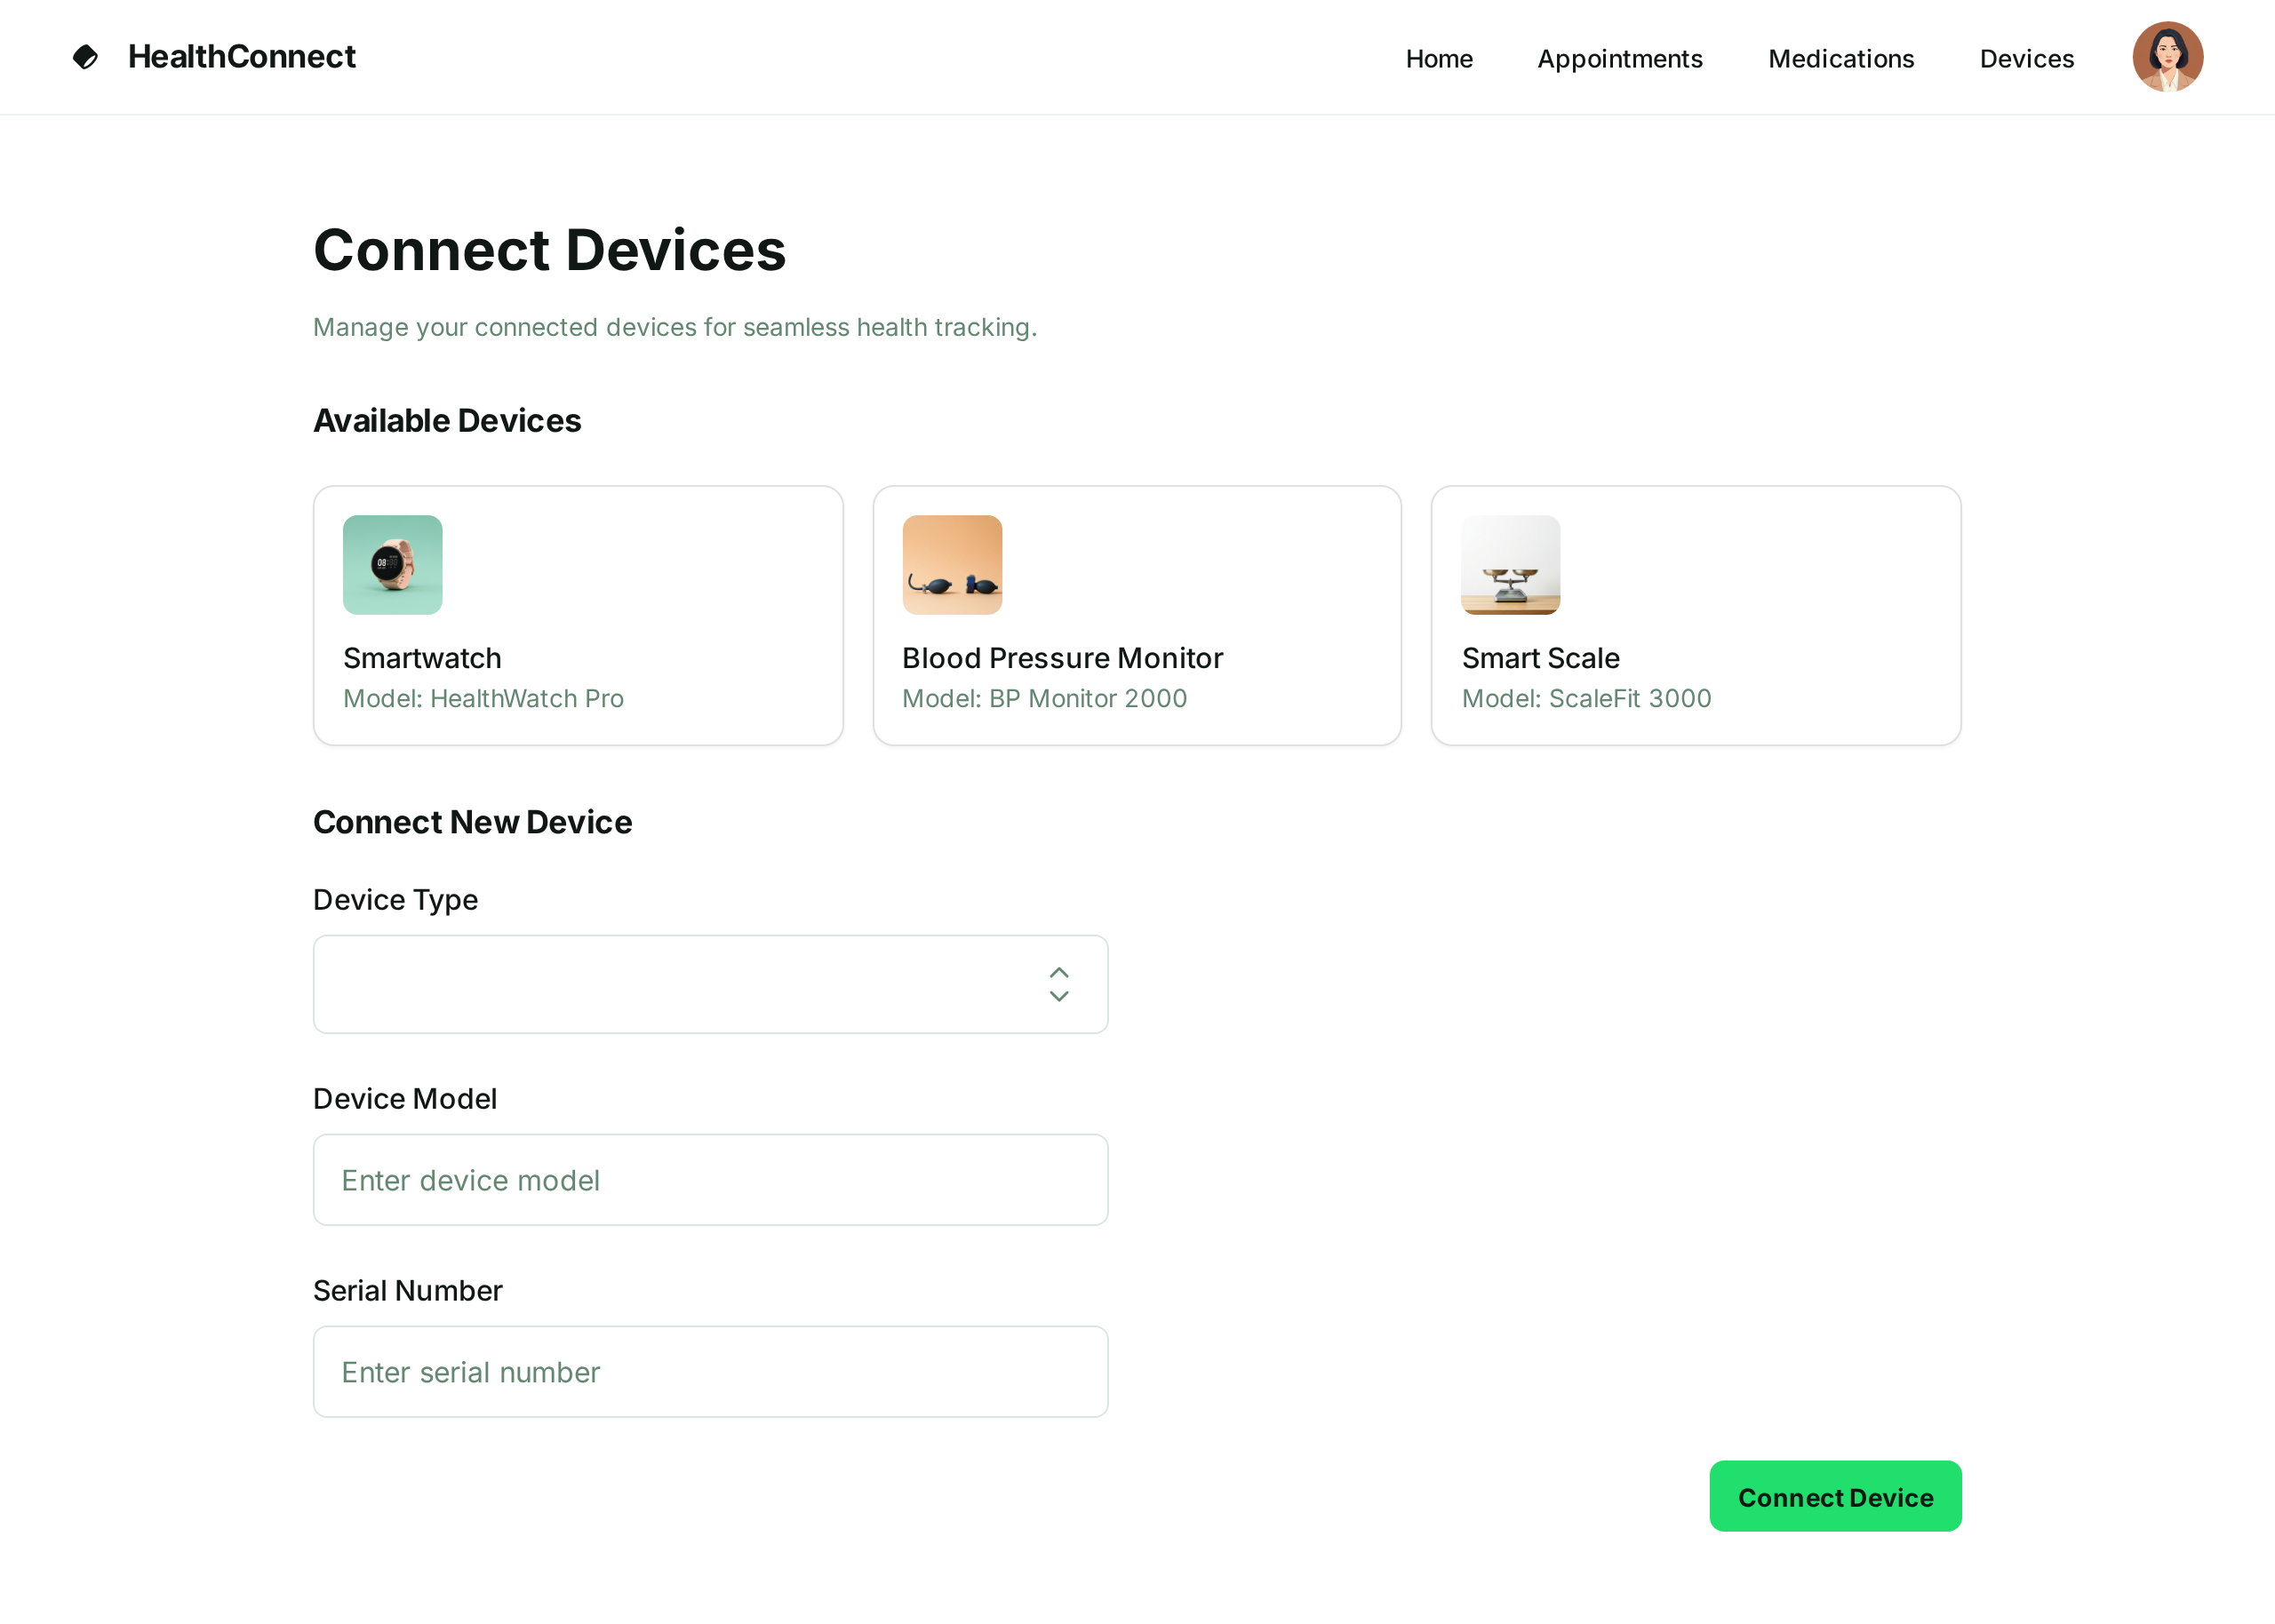 HealthConnect
Home
Appointments
Medications
Devices
Connect Devices
Manage your connected devices for seamless health tracking.
Available Devices
08:00
Smartwatch
Model: HealthWatch Pro
Blood Pressure Monitor
Model: BP Monitor 2000
Smart Scale
Model: ScaleFit 3000
Connect New Device
Device Type
Device Model
Enter device model
Serial Number
Enter serial number
Connect Device